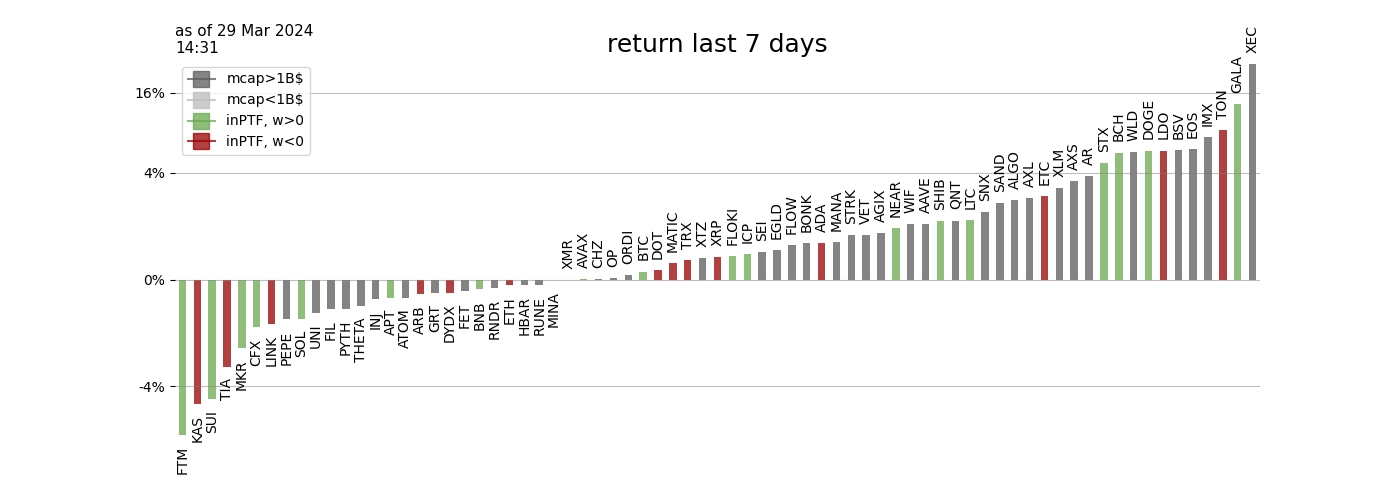 as of 29 Mar 2024
14:31
return last 7 days
mcap>1B$
mcap<1B$
inPTF, w>0
inPTF, w<0
16%
4%
0%
-4%
FTM
KAS
SUI
TIA
MKR
CFX
LINK
PEPE
SOL
UNI
FIL
PYTH
THETA
INJ
APT
ATOM
ARB
GRT
DYDX
FET
BNB
RNDR
ETH
HBAR
RUNE
MINA
XMR
AVAX
CHZ
OP
ORDI
BTC
DOT
MATIC
TRX
XTZ
XRP
FLOKI
ICP
SEI
EGLD
FLOW
BONK
ADA
MANA
STRK
VET
AGIX
NEAR
WIF
AAVE
SHIB
QNT
LTC
SNX
SAND
ALGO
AXL
ETC
XLM
AXS
AR
STX
BCH
WLD
DOGE
LDO
BSV
EOS
IMX
TON
GALA
XEC